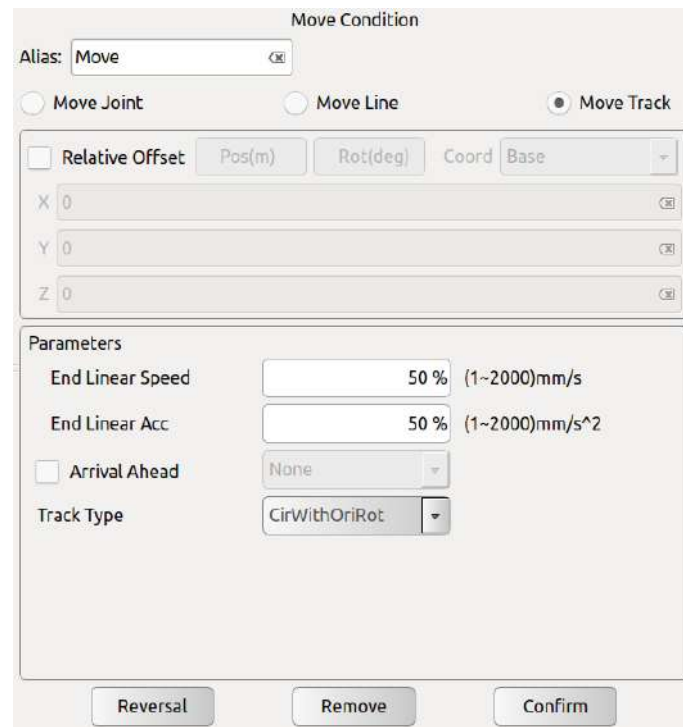 Move Condition
Alias: Move
Move Joint Move Line Move Track
Relative Offset Pos(m) Rot(deg) Coord Base
X 0
Y 0
Z 0
Parameters
End Linear Speed 50 % (1~2000)mm/s
End Linear Acc 50 % (1~2000)mm/s^2
Arrival Ahead None
Track Type CirWithOriRot
Reversal Remove Confirm